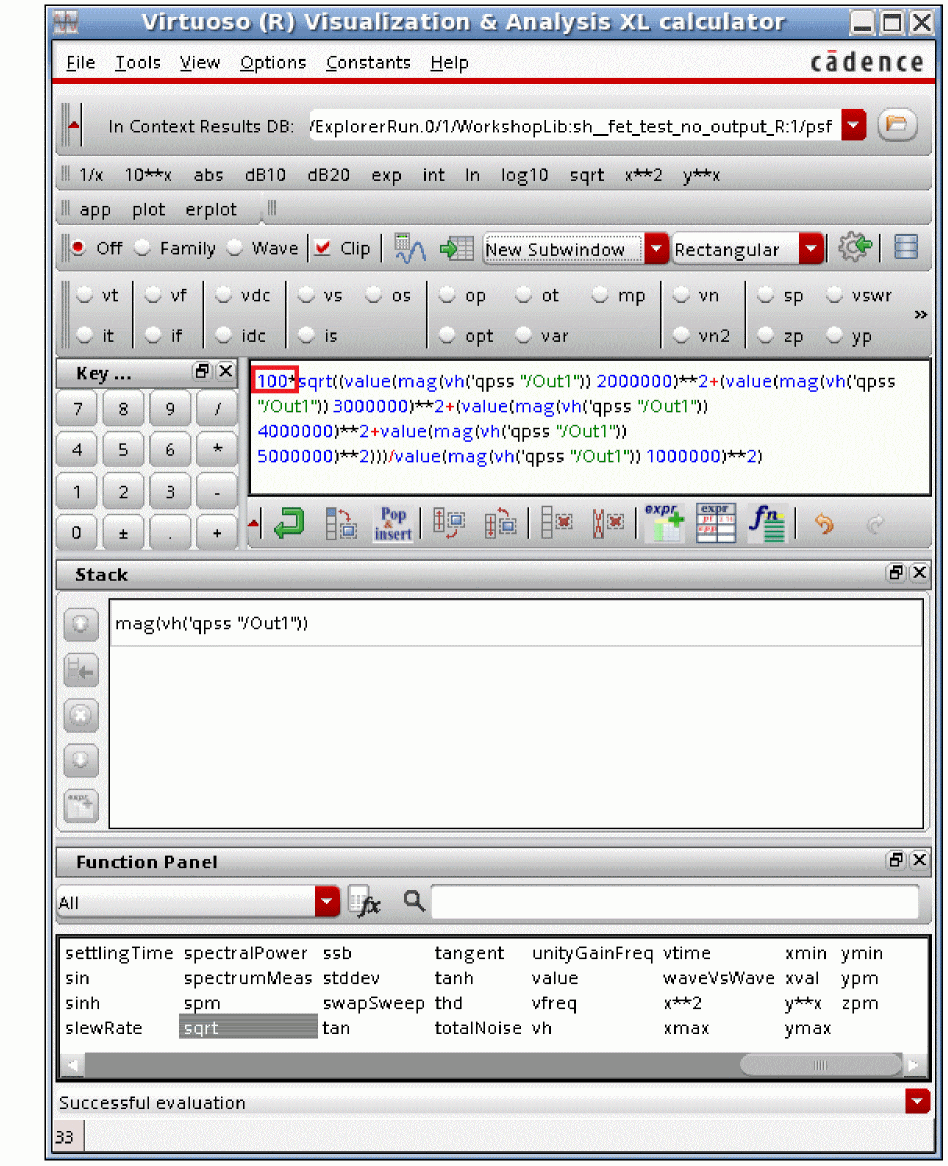 Virtuoso (R) Visualization & Analysis XL calculator
File Tools View Options Constants Help cādence
In Context Results DB: /ExplorerRun.0/1/WorkshopLib:sh__fet_test_no_output_R:1/psf
1/x 10**x abs dB10 dB20 exp int ln log10 sqrt x**2 y**x
app plot erplot
Off Family Wave Clip New Subwindow Rectangular
vt vf vdc vs os op ot mp vn sp vswr »
it if idc is opt var vn2 zp yp
Key ...
7 8 9 /
4 5 6 *
1 2 3 -
0 ± . +
100*sqrt((value(mag(vh('qpss "/Out1")) 2000000)**2+(value(mag(vh('qpss
"/Out1")) 3000000)**2+(value(mag(vh('qpss "/Out1"))
4000000)**2+value(mag(vh('qpss "/Out1"))
5000000)**2)))/value(mag(vh('qpss "/Out1")) 1000000)**2)
Pop & insert expr expr fn
Stack
mag(vh('qpss "/Out1"))
expr
Function Panel
All fx
settlingTime spectralPower ssb tangent unityGainFreq vtime xmin ymin
sin spectrumMeas stddev tanh value waveVsWave xval ypm
sinh spm swapSweep thd vfreq x**2 y**x zpm
slewRate sqrt tan totalNoise vh xmax ymax
Successful evaluation
33